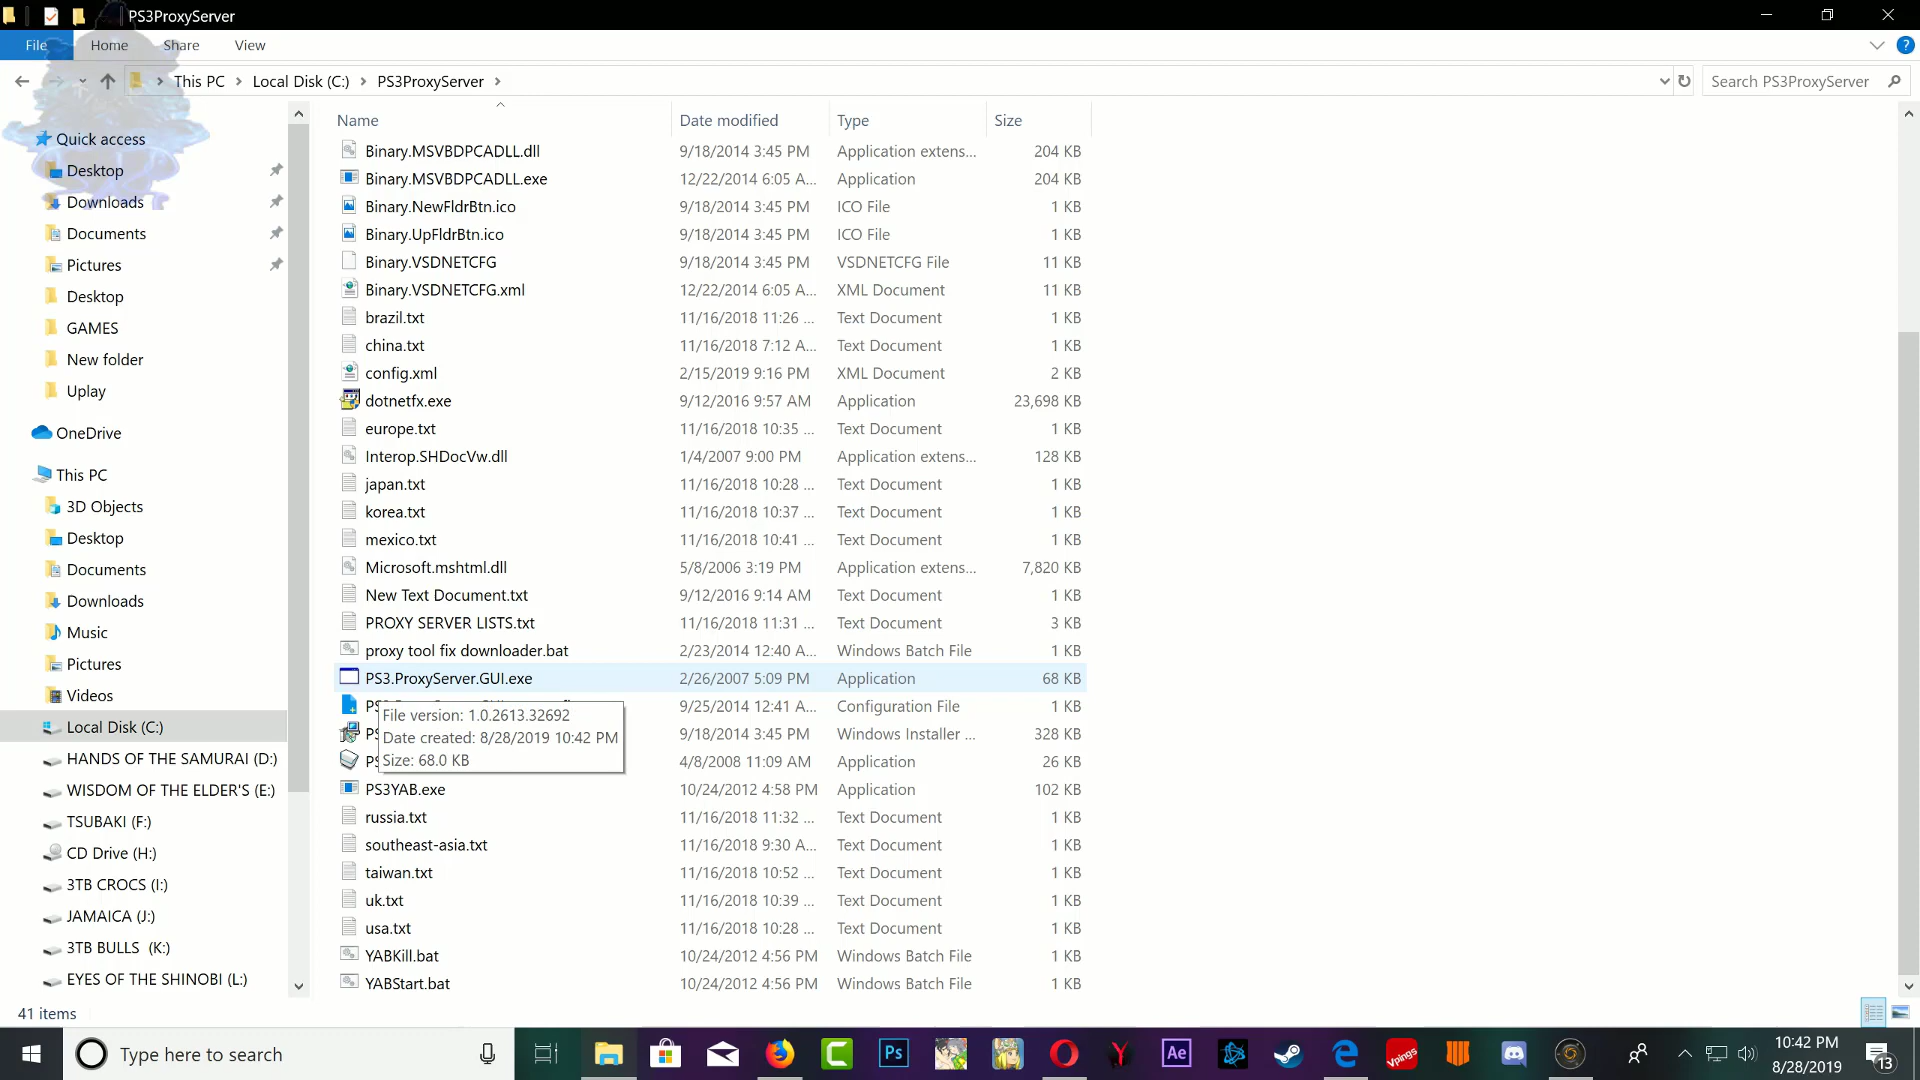 PS3ProxyServer
File Home Share View
This PC Local Disk (C:) PS3ProxyServer Search PS3ProxyServer
Quick access
Desktop
Downloads
Documents
Pictures
Desktop
GAMES
New folder
Uplay
OneDrive
This PC
3D Objects
Desktop
Documents
Downloads
Music
Pictures
Videos
Local Disk (C:)
HANDS OF THE SAMURAI (D:)
WISDOM OF THE ELDER'S (E:)
TSUBAKI (F:)
CD Drive (H:)
3TB CROCS (I:)
JAMAICA (J:)
3TB BULLS (K:)
EYES OF THE SHINOBI (L:)
Name Date modified Type Size
Binary.MSVBDPCADLL.dll 9/18/2014 3:45 PM Application extens... 204 KB
Binary.MSVBDPCADLL.exe 12/22/2014 6:05 A... Application 204 KB
Binary.NewFldrBtn.ico 9/18/2014 3:45 PM ICO File 1 KB
Binary.UpFldrBtn.ico 9/18/2014 3:45 PM ICO File 1 KB
Binary.VSDNETCFG 9/18/2014 3:45 PM VSDNETCFG File 11 KB
Binary.VSDNETCFG.xml 12/22/2014 6:05 A... XML Document 11 KB
brazil.txt 11/16/2018 11:26 ... Text Document 1 KB
china.txt 11/16/2018 7:12 A... Text Document 1 KB
config.xml 2/15/2019 9:16 PM XML Document 2 KB
dotnetfx.exe 9/12/2016 9:57 AM Application 23,698 KB
europe.txt 11/16/2018 10:35 ... Text Document 1 KB
Interop.SHDocVw.dll 1/4/2007 9:00 PM Application extens... 128 KB
japan.txt 11/16/2018 10:28 ... Text Document 1 KB
korea.txt 11/16/2018 10:37 ... Text Document 1 KB
mexico.txt 11/16/2018 10:41 ... Text Document 1 KB
Microsoft.mshtml.dll 5/8/2006 3:19 PM Application extens... 7,820 KB
New Text Document.txt 9/12/2016 9:14 AM Text Document 1 KB
PROXY SERVER LISTS.txt 11/16/2018 11:31 ... Text Document 3 KB
proxy tool fix downloader.bat 2/23/2014 12:40 A... Windows Batch File 1 KB
PS3.ProxyServer.GUI.exe 2/26/2007 5:09 PM Application 68 KB
9/25/2014 12:41 A... Configuration File 1 KB
9/18/2014 3:45 PM Windows Installer ... 328 KB
4/8/2008 11:09 AM Application 26 KB
File version: 1.0.2613.32692
Date created: 8/28/2019 10:42 PM
Size: 68.0 KB
PS3YAB.exe 10/24/2012 4:58 PM Application 102 KB
russia.txt 11/16/2018 11:32 ... Text Document 1 KB
southeast-asia.txt 11/16/2018 9:30 A... Text Document 1 KB
taiwan.txt 11/16/2018 10:52 ... Text Document 1 KB
uk.txt 11/16/2018 10:39 ... Text Document 1 KB
usa.txt 11/16/2018 10:28 ... Text Document 1 KB
YABKill.bat 10/24/2012 4:56 PM Windows Batch File 1 KB
YABStart.bat 10/24/2012 4:56 PM Windows Batch File 1 KB
41 items
Type here to search
Ps
Ae
Vpings
10:42 PM
8/28/2019
13